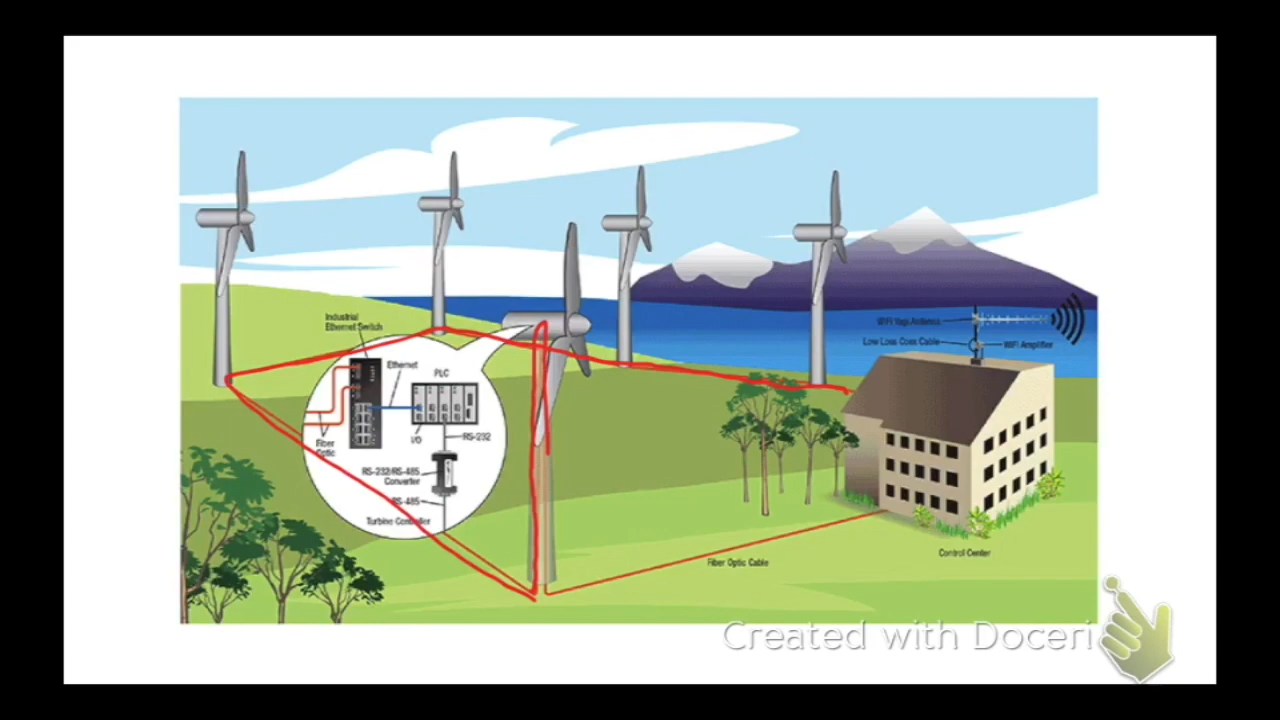 Industrial
Ethernet Switch
Ethernet
PLC
I/O
RS-232
Fiber
Optic
RS-232/RS-485
Converter
RS-485
Turbine Controller
WiFi Yagi Antenna
Low Loss Coax Cable
WiFi Amplifier
Fiber Optic Cable
Control Center
Created with Doceri